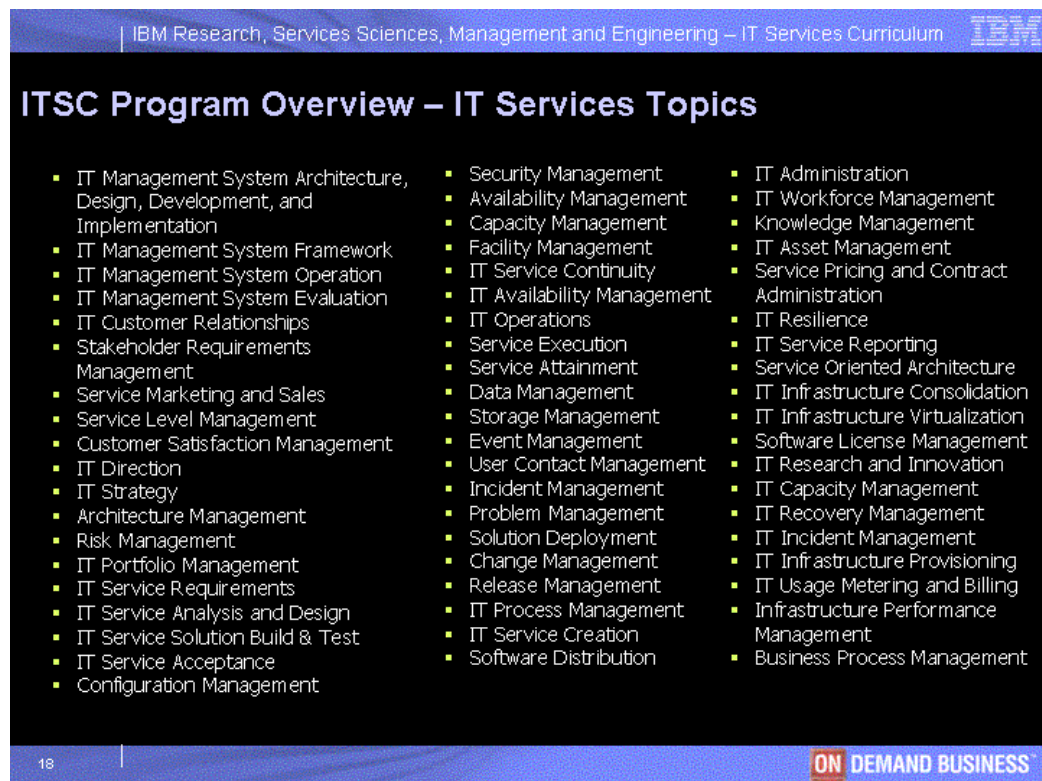 IBM Research, Services Sciences, Management and Engineering – IT Services Curriculum
IBM
ITSC Program Overview – IT Services Topics
▪ IT Management System Architecture,
Design, Development, and
Implementation
▪ IT Management System Framework
▪ IT Management System Operation
▪ IT Management System Evaluation
▪ IT Customer Relationships
▪ Stakeholder Requirements
Management
▪ Service Marketing and Sales
▪ Service Level Management
▪ Customer Satisfaction Management
▪ IT Direction
▪ IT Strategy
▪ Architecture Management
▪ Risk Management
▪ IT Portfolio Management
▪ IT Service Requirements
▪ IT Service Analysis and Design
▪ IT Service Solution Build & Test
▪ IT Service Acceptance
▪ Configuration Management
▪ Security Management
▪ Availability Management
▪ Capacity Management
▪ Facility Management
▪ IT Service Continuity
▪ IT Availability Management
▪ IT Operations
▪ Service Execution
▪ Service Attainment
▪ Data Management
▪ Storage Management
▪ Event Management
▪ User Contact Management
▪ Incident Management
▪ Problem Management
▪ Solution Deployment
▪ Change Management
▪ Release Management
▪ IT Process Management
▪ IT Service Creation
▪ Software Distribution
▪ IT Administration
▪ IT Workforce Management
▪ Knowledge Management
▪ IT Asset Management
▪ Service Pricing and Contract
Administration
▪ IT Resilience
▪ IT Service Reporting
▪ Service Oriented Architecture
▪ IT Infrastructure Consolidation
▪ IT Infrastructure Virtualization
▪ Software License Management
▪ IT Research and Innovation
▪ IT Capacity Management
▪ IT Recovery Management
▪ IT Incident Management
▪ IT Infrastructure Provisioning
▪ IT Usage Metering and Billing
▪ Infrastructure Performance
Management
▪ Business Process Management
18
ON DEMAND BUSINESS™